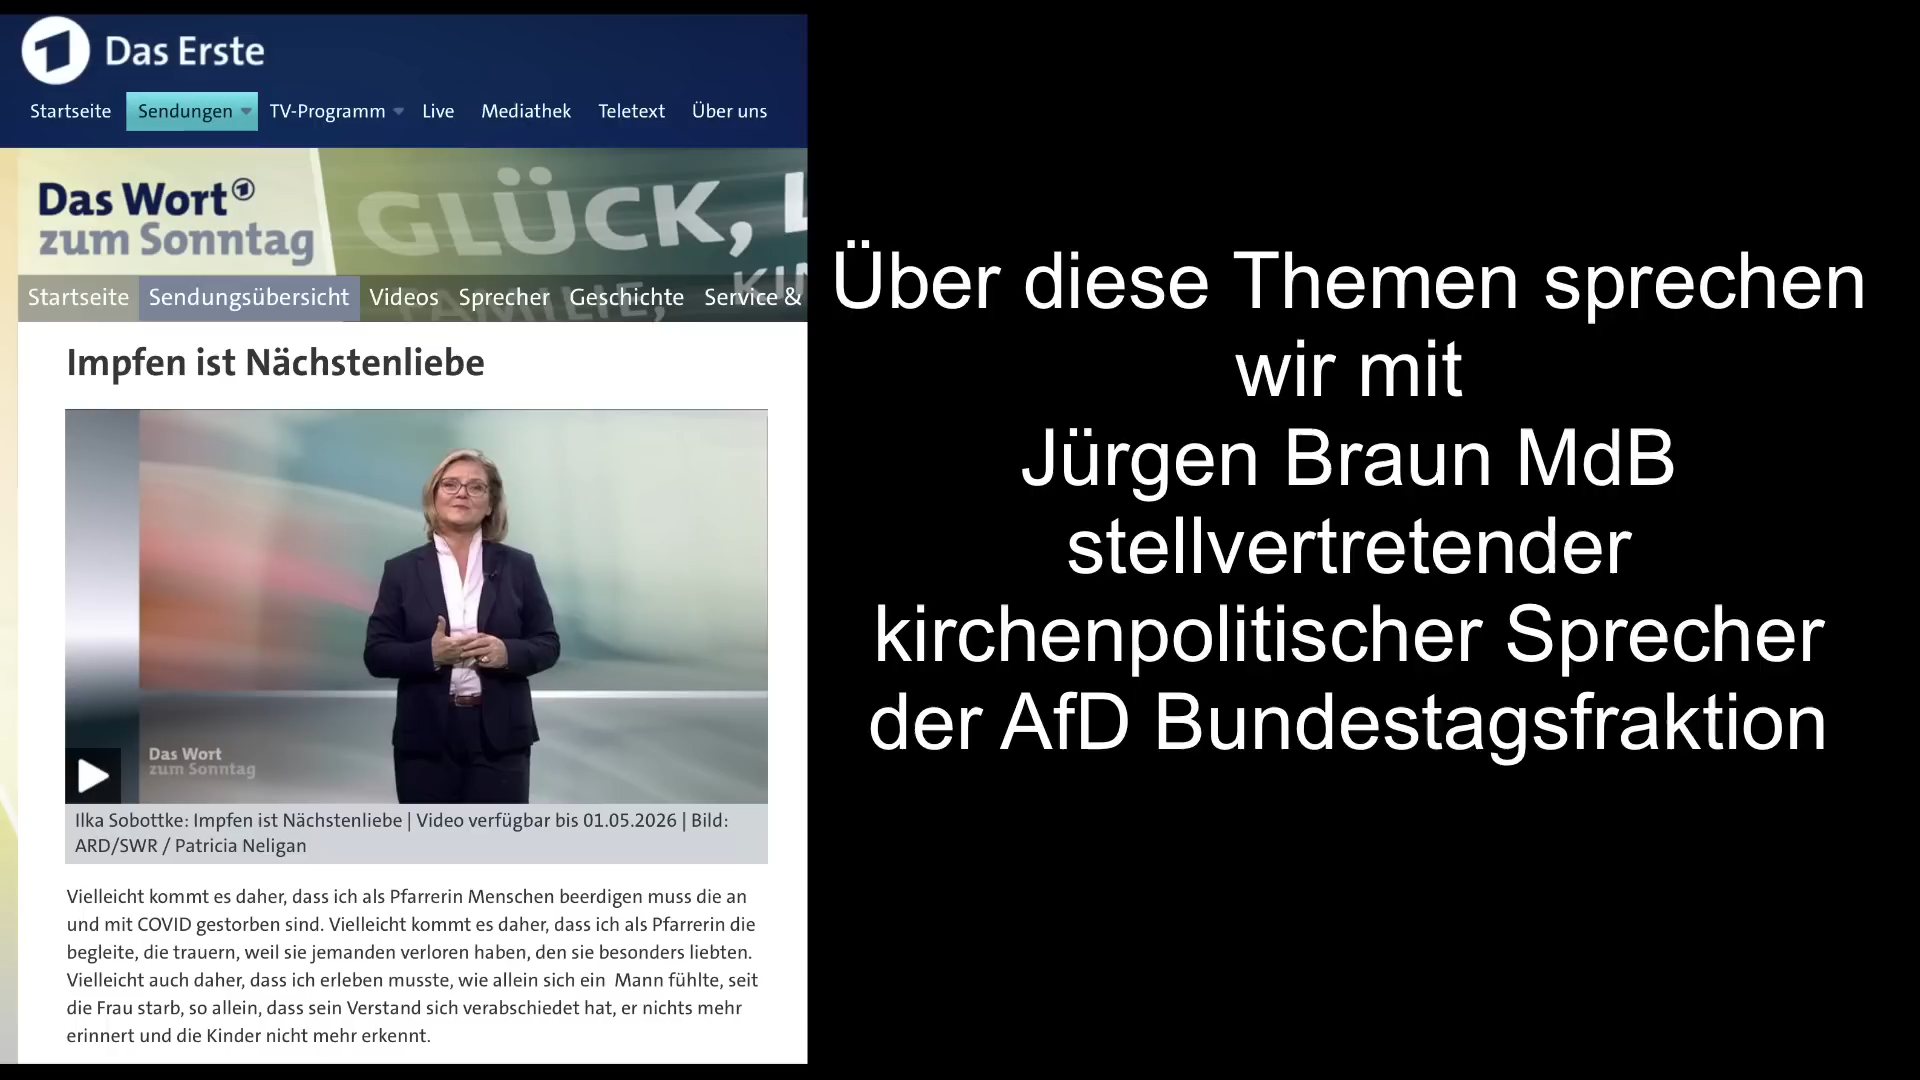 Das Erste
Startseite Sendungen TV-Programm Live Mediathek Teletext Über uns
Das Wort
zum Sonntag
GLÜCK, L
KIN
FAMILIE,
Startseite Sendungsübersicht Videos Sprecher Geschichte Service &
Impfen ist Nächstenliebe
Das Wort
zum Sonntag
Ilka Sobottke: Impfen ist Nächstenliebe | Video verfügbar bis 01.05.2026 | Bild:
ARD/SWR / Patricia Neligan
Vielleicht kommt es daher, dass ich als Pfarrerin Menschen beerdigen muss die an
und mit COVID gestorben sind. Vielleicht kommt es daher, dass ich als Pfarrerin die
begleite, die trauern, weil sie jemanden verloren haben, den sie besonders liebten.
Vielleicht auch daher, dass ich erleben musste, wie allein sich ein Mann fühlte, seit
die Frau starb, so allein, dass sein Verstand sich verabschiedet hat, er nichts mehr
erinnert und die Kinder nicht mehr erkennt.
Über diese Themen sprechen
wir mit
Jürgen Braun MdB
stellvertretender
kirchenpolitischer Sprecher
der AfD Bundestagsfraktion